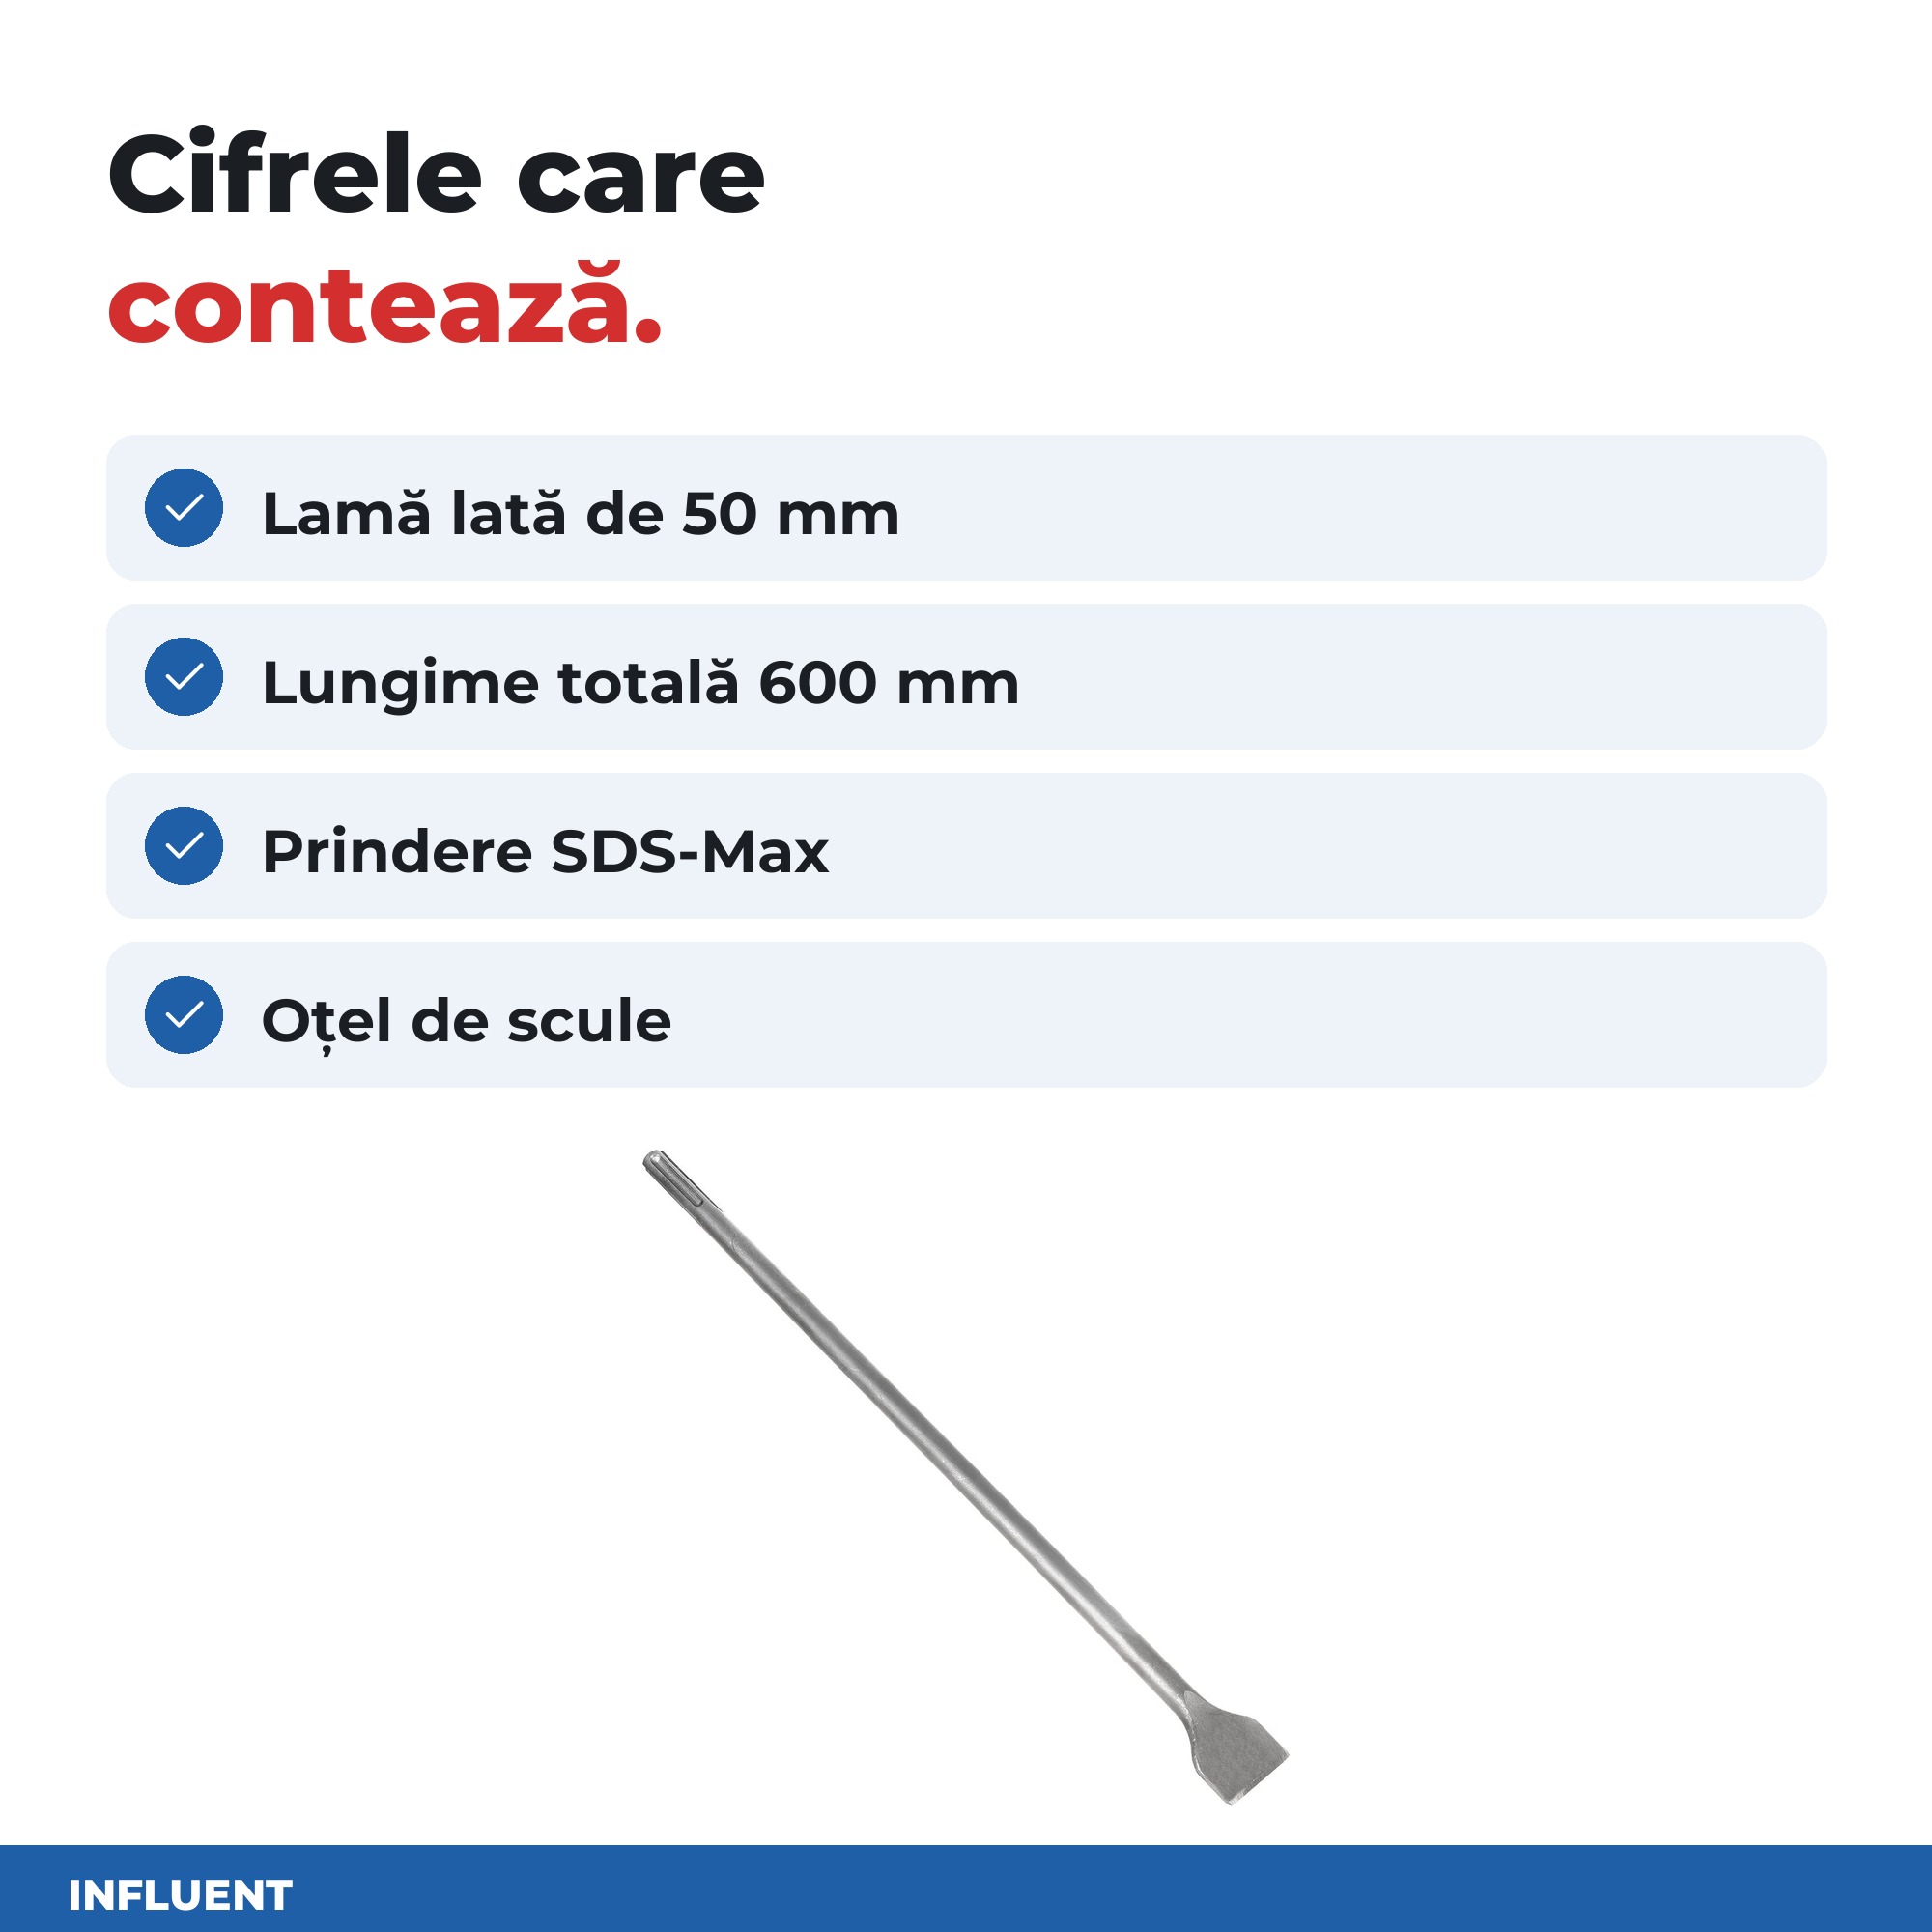 Cifrele care
contează.
Lamă lată de 50 mm
Lungime totală 600 mm
Prindere SDS-Max
Oțel de scule
INFLUENT